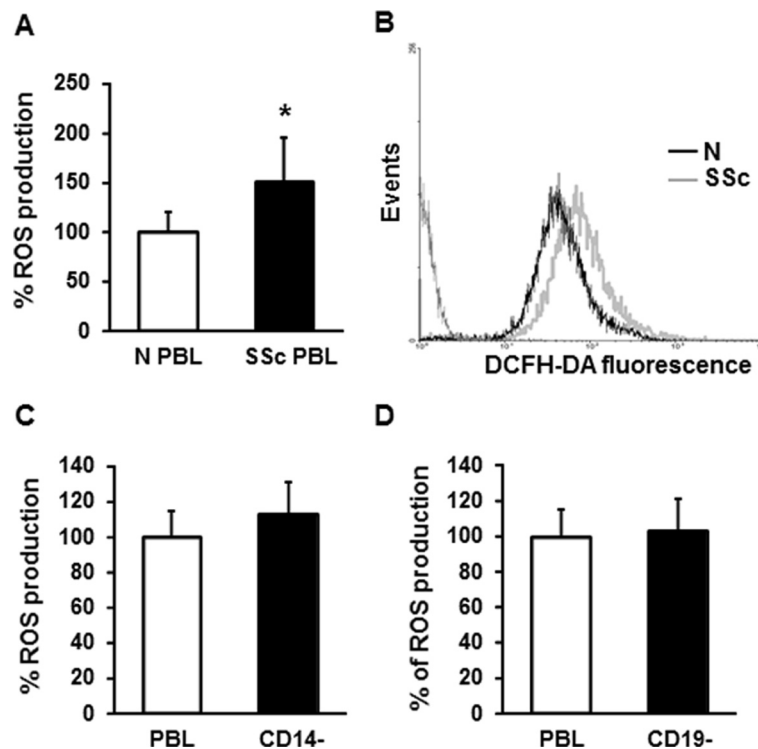 A
% ROS production
250
200
150
100
50
0
*
N PBL
SSc PBL
B
Events
N
SSc
DCFH-DA fluorescence
C
% ROS production
140
120
100
80
60
40
20
0
PBL
CD14-
D
% of ROS production
140
120
100
80
60
40
20
0
PBL
CD19-